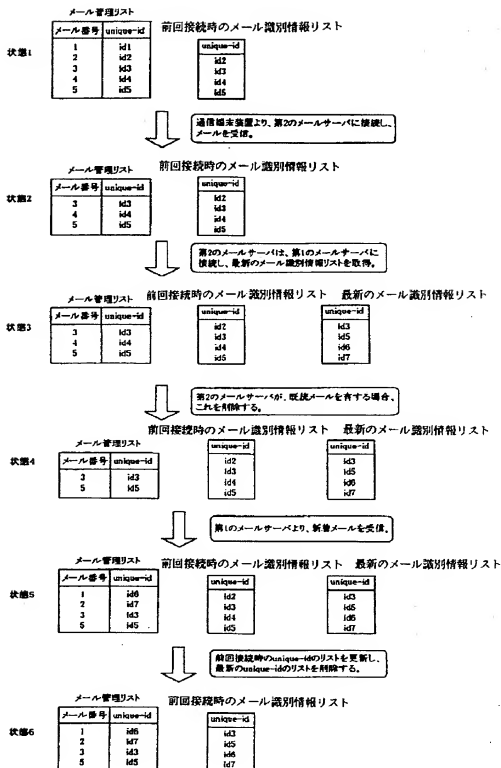 メール管理リスト 前回接続時のメール識別情報リスト
状態1
メール番号 unique-id unique-id
1 id1 id2
2 id2 id3
3 id3 id4
4 id4 id5
5 id5
通信端末装置より、第2のメールサーバに接続し、
メールを受信。
メール管理リスト 前回接続時のメール識別情報リスト
状態2
メール番号 unique-id unique-id
3 id3 id2
4 id4 id3
5 id5 id4
id5
第2のメールサーバは、第1のメールサーバに
接続し、最新のメール識別情報リストを取得。
メール管理リスト 前回接続時のメール識別情報リスト 最新のメール識別情報リスト
状態3
メール番号 unique-id unique-id unique-id
3 id3 id2 id3
4 id4 id3 id5
5 id5 id4 id6
id5 id7
第2のメールサーバが、既読メールを有する場合、
これを削除する。
メール管理リスト 前回接続時のメール識別情報リスト 最新のメール識別情報リスト
状態4
メール番号 unique-id unique-id unique-id
3 id3 id2 id3
5 id5 id3 id5
id4 id6
id5 id7
第1のメールサーバより、新着メールを受信。
メール管理リスト 前回接続時のメール識別情報リスト 最新のメール識別情報リスト
状態5
メール番号 unique-id unique-id unique-id
1 id6 id2 id3
2 id7 id3 id5
3 id3 id4 id6
5 id5 id5 id7
前回接続時のunique-idのリストを更新し、
最新のunique-idのリストを削除する。
メール管理リスト 前回接続時のメール識別情報リスト
状態6
メール番号 unique-id unique-id
1 id6 id3
2 id7 id5
3 id3 id6
5 id5 id7